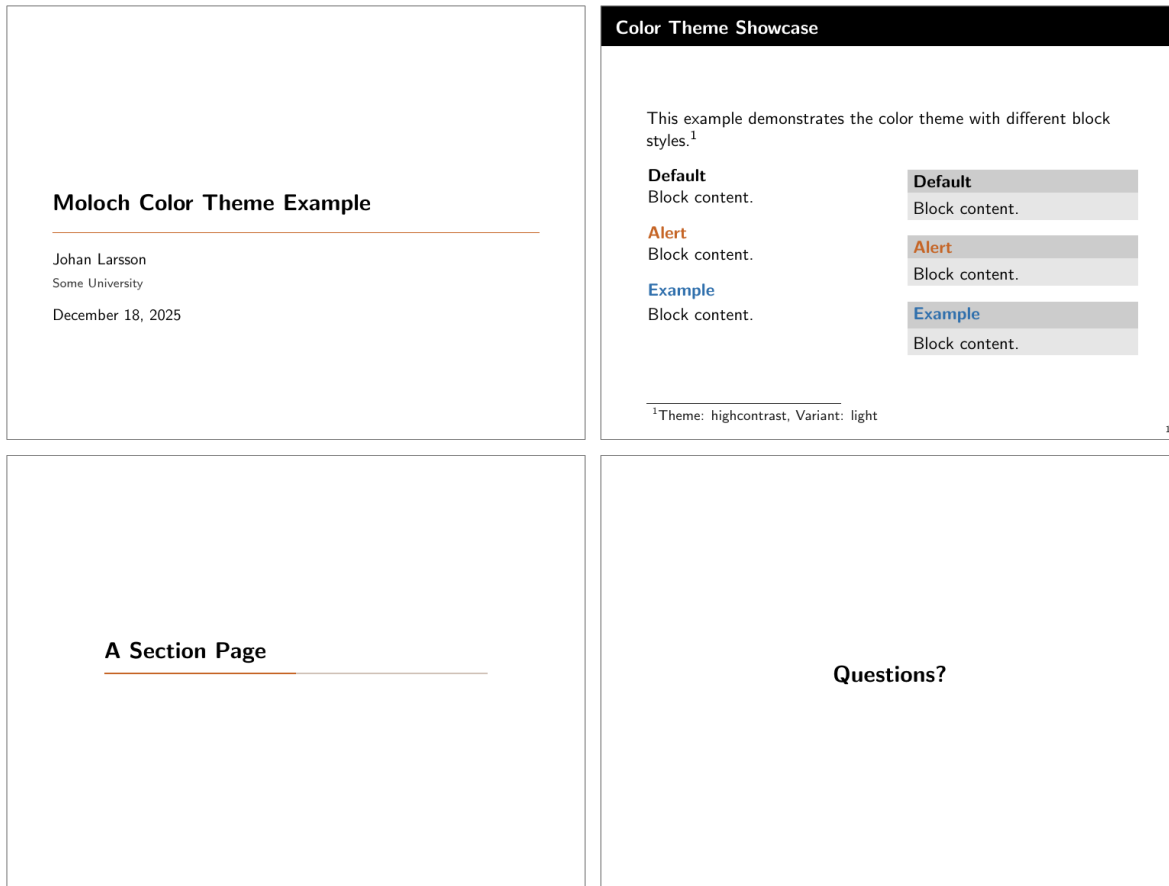 Moloch Color Theme Example
Johan Larsson
Some University
December 18, 2025
Color Theme Showcase
This example demonstrates the color theme with different block
styles.¹
Default
Block content.
Alert
Block content.
Example
Block content.
Default
Block content.
Alert
Block content.
Example
Block content.
¹Theme: highcontrast, Variant: light
1
A Section Page
Questions?